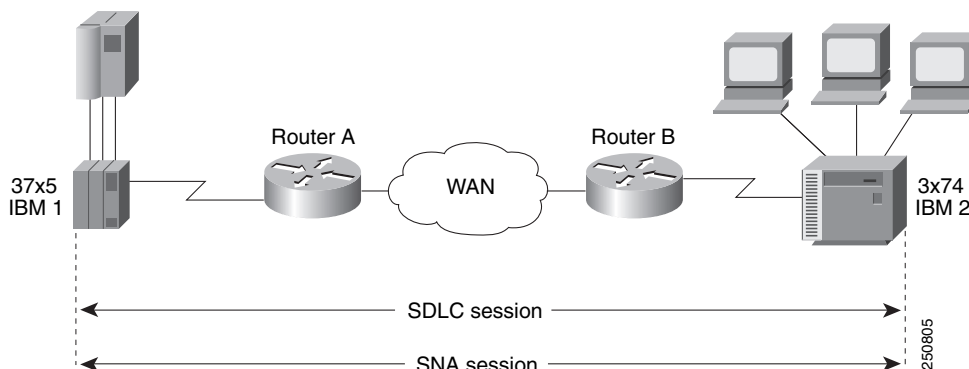 Router A
Router B
37x5
IBM 1
WAN
3x74
IBM 2
SDLC session
SNA session
250805